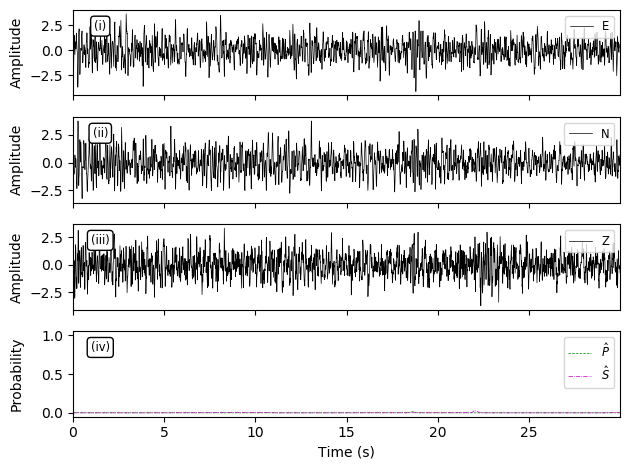 (i)
E
2.5
0.0
−2.5
Amplitude
(ii)
N
2.5
0.0
−2.5
Amplitude
(iii)
Z
2.5
0.0
−2.5
Amplitude
(iv)
P̂
Ŝ
1.0
0.5
0.0
Probability
0 5 10 15 20 25
Time (s)